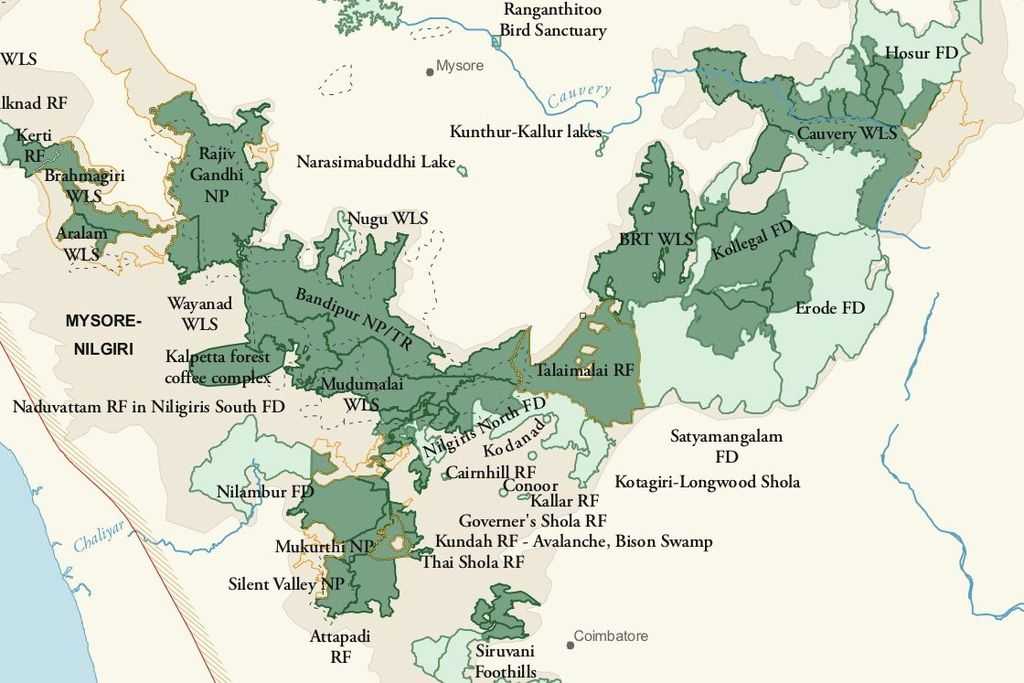 Ranganthitoo
Bird Sanctuary
WLS
Mysore
Hosur FD
Cauvery
lknad RF
Kunthur-Kallur lakes
Cauvery WLS
Kerti
RF
Rajiv
Gandhi
NP
Narasimabuddhi Lake
Brahmagiri
WLS
Nugu WLS
Aralam
WLS
BRT WLS
Kollegal FD
Wayanad
WLS
Bandipur NP/TR
Erode FD
MYSORE-
NILGIRI
Kalpetta forest
coffee complex
Mudumalai
WLS
Talaimalai RF
Naduvattam RF in Niligiris South FD
Nilgiris North FD
Kodanad
Satyamangalam
FD
Cairnhill RF
Conoor
Kotagiri-Longwood Shola
Nilambur FD
Kallar RF
Governer's Shola RF
Chaliyar
Mukurthi NP
Kundah RF - Avalanche, Bison Swamp
Thai Shola RF
Silent Valley NP
Attapadi
RF
Coimbatore
Siruvani
Foothills